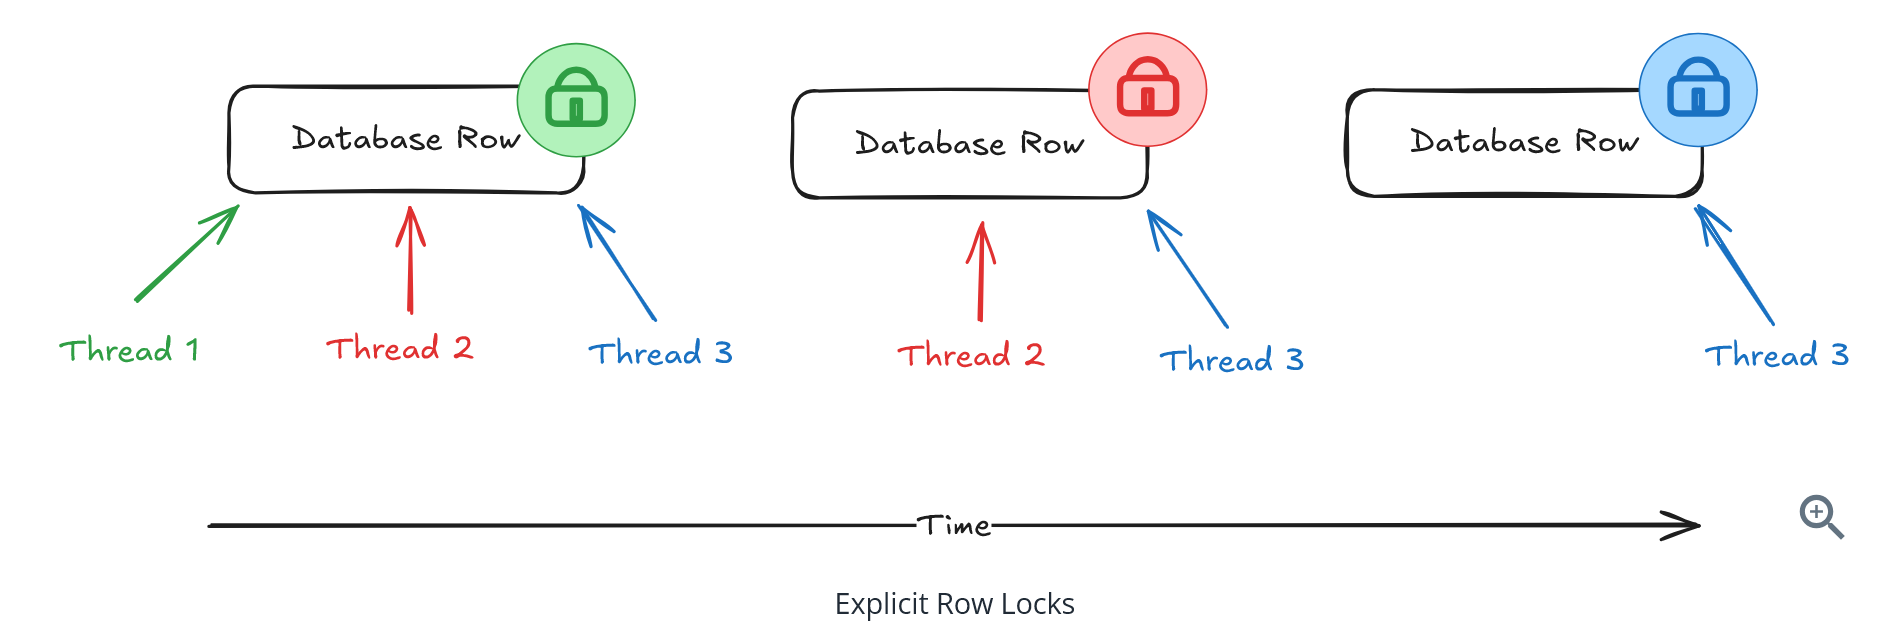 Database Row
Database Row
Database Row
Thread 1
Thread 2
Thread 3
Thread 2
Thread 3
Thread 3
Time
Explicit Row Locks